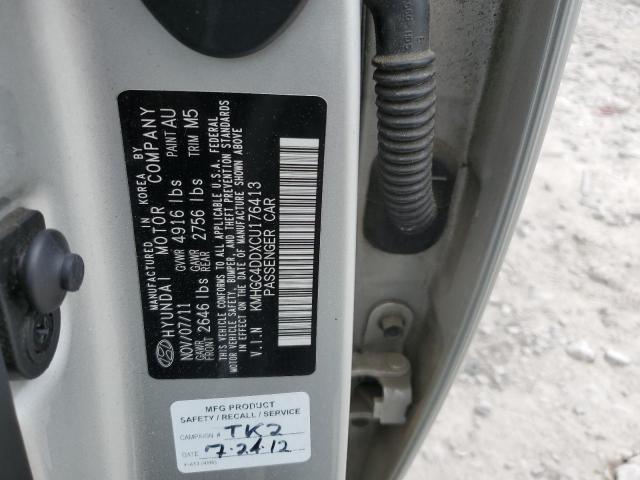 MANUFACTURED IN KOREA BY
HYUNDAI MOTOR COMPANY
NOV/07/11 GVWR 4916 lbs PAINT AU
GAWR FRONT 2646 lbs GAWR REAR 2756 lbs TRIM M5
THIS VEHICLE CONFORMS TO ALL APPLICABLE U.S.A. FEDERAL
MOTOR VEHICLE SAFETY, BUMPER, AND THEFT PREVENTION STANDARDS
IN EFFECT ON THE DATE OF MANUFACTURE SHOWN ABOVE
V.I.N KMHGC4DDXCU176413
PASSENGER CAR
MFG PRODUCT
SAFETY / RECALL / SERVICE
CAMPAIGN # TK2
DATE 7-24-12